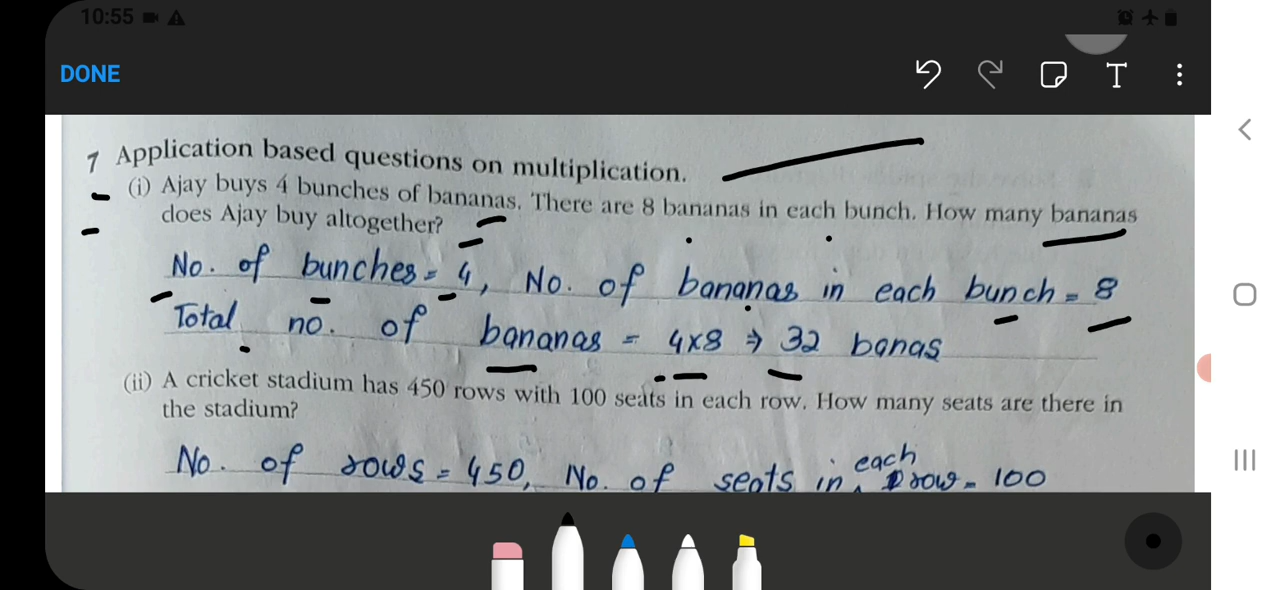 10:55
DONE
T
7 Application based questions on multiplication.
(i) Ajay buys 4 bunches of bananas. There are 8 bananas in each bunch. How many bananas
does Ajay buy altogether?
No. of bunches = 4, No. of bananas in each bunch = 8
Total no. of bananas = 4x8 ⇒ 32 banas
(ii) A cricket stadium has 450 rows with 100 seats in each row. How many seats are there in
the stadium?
No. of rows = 450, No. of seats in each row = 100